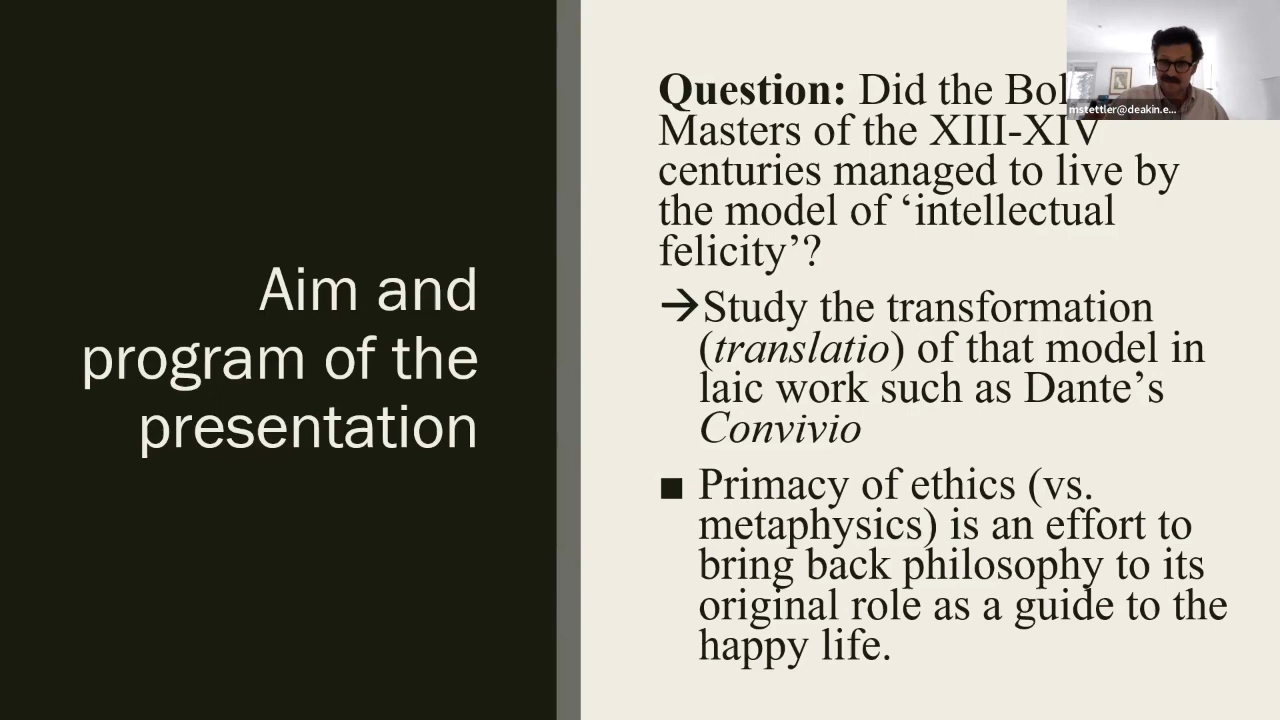 Aim and
program of the
presentation
Question: Did the
Masters of the XIII-XIV
centuries managed to live by
the model of ‘intellectual
felicity’?
→Study the transformation
(translatio) of that model in
laic work such as Dante’s
Convivio
■ Primacy of ethics (vs.
metaphysics) is an effort to
bring back philosophy to its
original role as a guide to the
happy life.
mstettler@deakin.e...